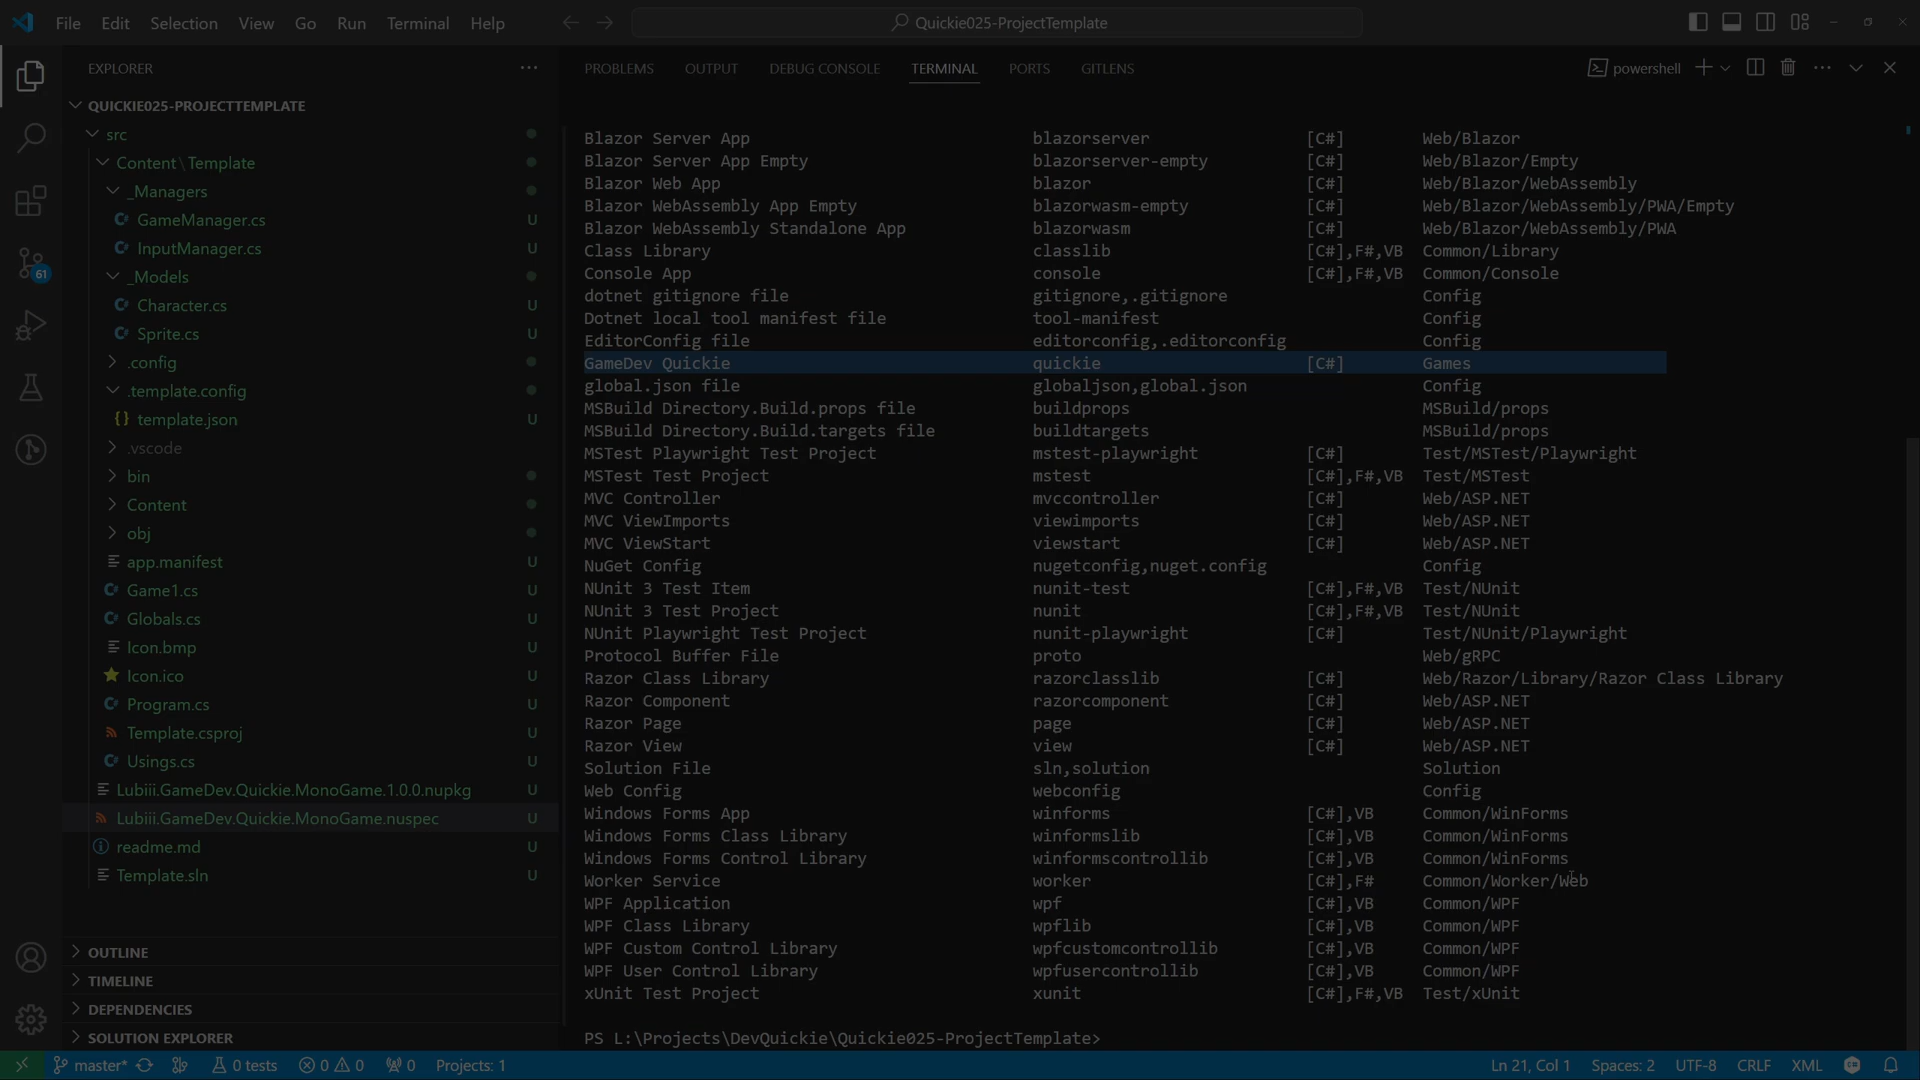 File Edit Selection View Go Run Terminal Help
Quickie025-ProjectTemplate
EXPLORER
QUICKIE025-PROJECTTEMPLATE
src
Content\Template
_Managers
GameManager.cs U
InputManager.cs U
_Models
Character.cs U
Sprite.cs U
.config
.template.config
template.json U
.vscode
bin
Content
obj
app.manifest U
Game1.cs U
Globals.cs U
Icon.bmp U
Icon.ico U
Program.cs U
Template.csproj U
Usings.cs U
Lubiii.GameDev.Quickie.MonoGame.1.0.0.nupkg U
Lubiii.GameDev.Quickie.MonoGame.nuspec U
readme.md U
Template.sln U
OUTLINE
TIMELINE
DEPENDENCIES
SOLUTION EXPLORER
61
PROBLEMS OUTPUT DEBUG CONSOLE TERMINAL PORTS GITLENS
powershell
Blazor Server App blazorserver [C#] Web/Blazor
Blazor Server App Empty blazorserver-empty [C#] Web/Blazor/Empty
Blazor Web App blazor [C#] Web/Blazor/WebAssembly
Blazor WebAssembly App Empty blazorwasm-empty [C#] Web/Blazor/WebAssembly/PWA/Empty
Blazor WebAssembly Standalone App blazorwasm [C#] Web/Blazor/WebAssembly/PWA
Class Library classlib [C#],F#,VB Common/Library
Console App console [C#],F#,VB Common/Console
dotnet gitignore file gitignore,.gitignore Config
Dotnet local tool manifest file tool-manifest Config
EditorConfig file editorconfig,.editorconfig Config
GameDev Quickie quickie [C#] Games
global.json file globaljson,global.json Config
MSBuild Directory.Build.props file buildprops MSBuild/props
MSBuild Directory.Build.targets file buildtargets MSBuild/props
MSTest Playwright Test Project mstest-playwright [C#] Test/MSTest/Playwright
MSTest Test Project mstest [C#],F#,VB Test/MSTest
MVC Controller mvccontroller [C#] Web/ASP.NET
MVC ViewImports viewimports [C#] Web/ASP.NET
MVC ViewStart viewstart [C#] Web/ASP.NET
NuGet Config nugetconfig,nuget.config Config
NUnit 3 Test Item nunit-test [C#],F#,VB Test/NUnit
NUnit 3 Test Project nunit [C#],F#,VB Test/NUnit
NUnit Playwright Test Project nunit-playwright [C#] Test/NUnit/Playwright
Protocol Buffer File proto Web/gRPC
Razor Class Library razorclasslib [C#] Web/Razor/Library/Razor Class Library
Razor Component razorcomponent [C#] Web/ASP.NET
Razor Page page [C#] Web/ASP.NET
Razor View view [C#] Web/ASP.NET
Solution File sln,solution Solution
Web Config webconfig Config
Windows Forms App winforms [C#],VB Common/WinForms
Windows Forms Class Library winformslib [C#],VB Common/WinForms
Windows Forms Control Library winformscontrollib [C#],VB Common/WinForms
Worker Service worker [C#],F# Common/Worker/Web
WPF Application wpf [C#],VB Common/WPF
WPF Class Library wpflib [C#],VB Common/WPF
WPF Custom Control Library wpfcustomcontrollib [C#],VB Common/WPF
WPF User Control Library wpfusercontrollib [C#],VB Common/WPF
xUnit Test Project xunit [C#],F#,VB Test/xUnit
PS L:\Projects\DevQuickie\Quickie025-ProjectTemplate>
master* 0 tests 0 0 0 Projects: 1 Ln 21, Col 1 Spaces: 2 UTF-8 CRLF XML